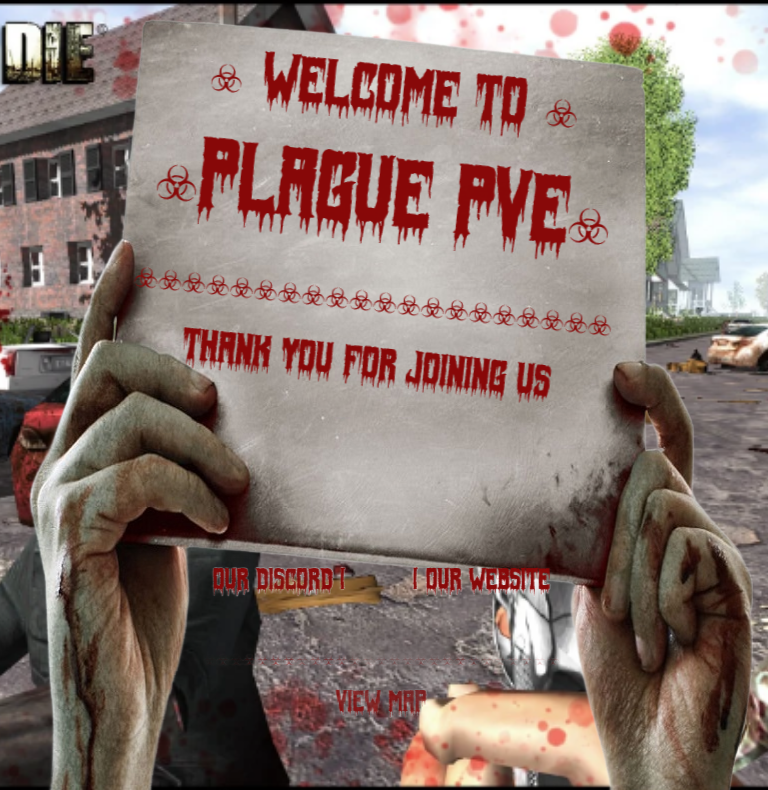 DIE
WELCOME TO
PLAGUE PVE
THANK YOU FOR JOINING US
OUR DISCORD
OUR WEBSITE
VIEW MAP